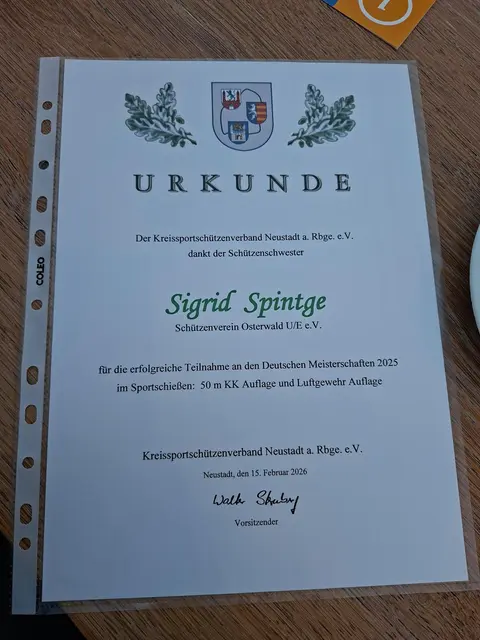 URKUNDE
Der Kreissportschützenverband Neustadt a. Rbge. e.V.
dankt der Schützenschwester
Sigrid Spintge
Schützenverein Osterwald U/E e.V.
für die erfolgreiche Teilnahme an den Deutschen Meisterschaften 2025
im Sportschießen: 50 m KK Auflage und Luftgewehr Auflage
Kreissportschützenverband Neustadt a. Rbge. e.V.
Neustadt, den 15. Februar 2026
Vorsitzender
COLEO